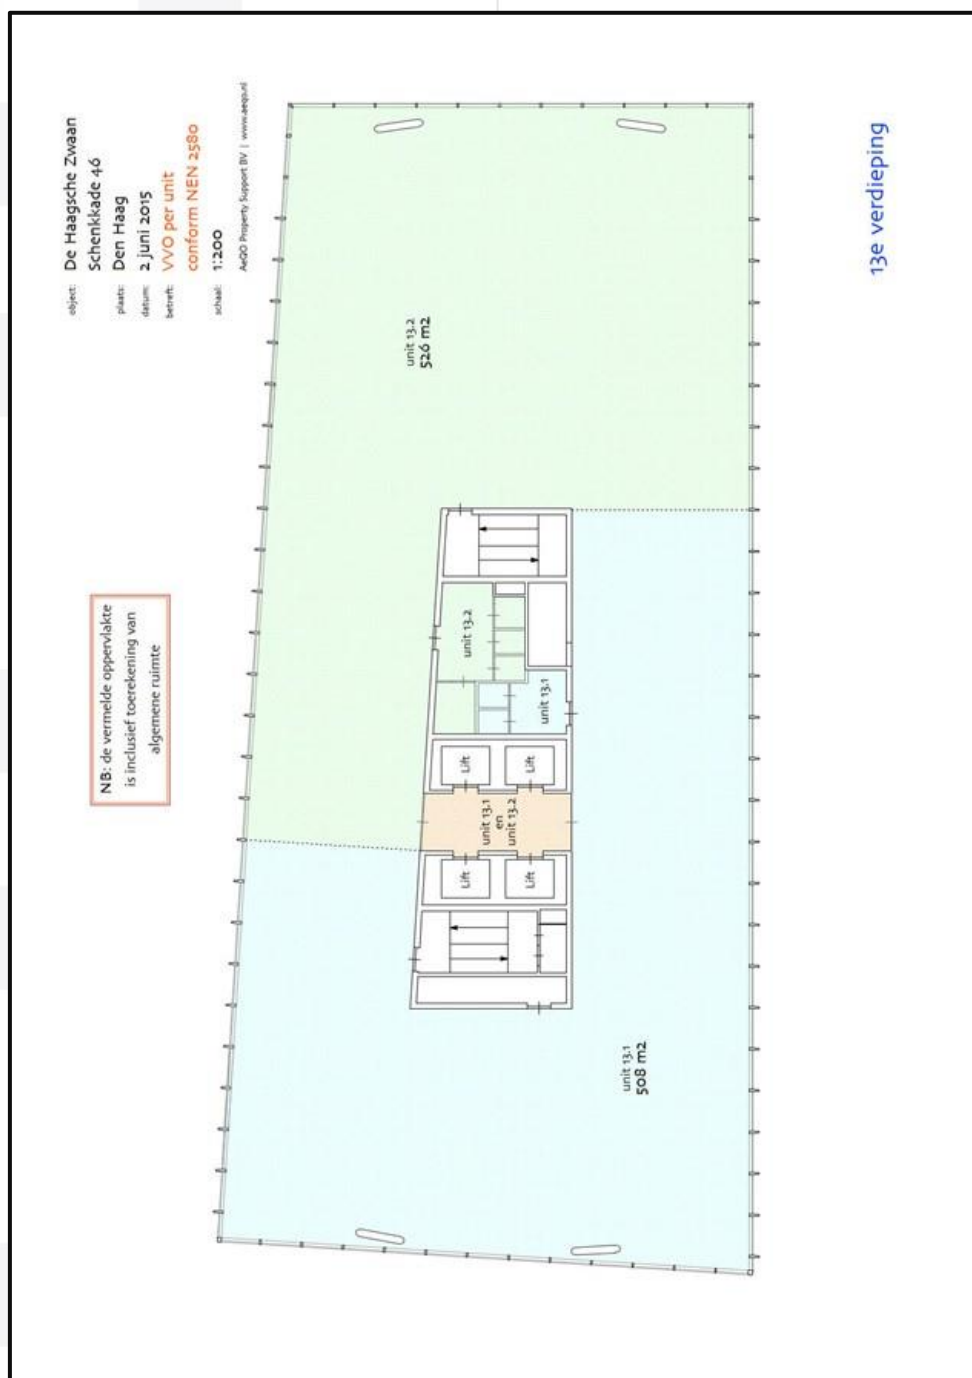 object: De Haagsche Zwaan
Schenkkade 46
plaats: Den Haag
datum: 2 juni 2015
betreft: VVO per unit
conform NEN 2580
schaal: 1:200
AeQO Property Support BV | www.aeqo.nl
NB: de vermelde oppervlakte
is inclusief toerekening van
algemene ruimte
unit 13.2
526 m2
unit 13.2
unit 13.1
Lift
Lift
unit 13.1
en
unit 13.2
Lift
Lift
unit 13.1
508 m2
13e verdieping